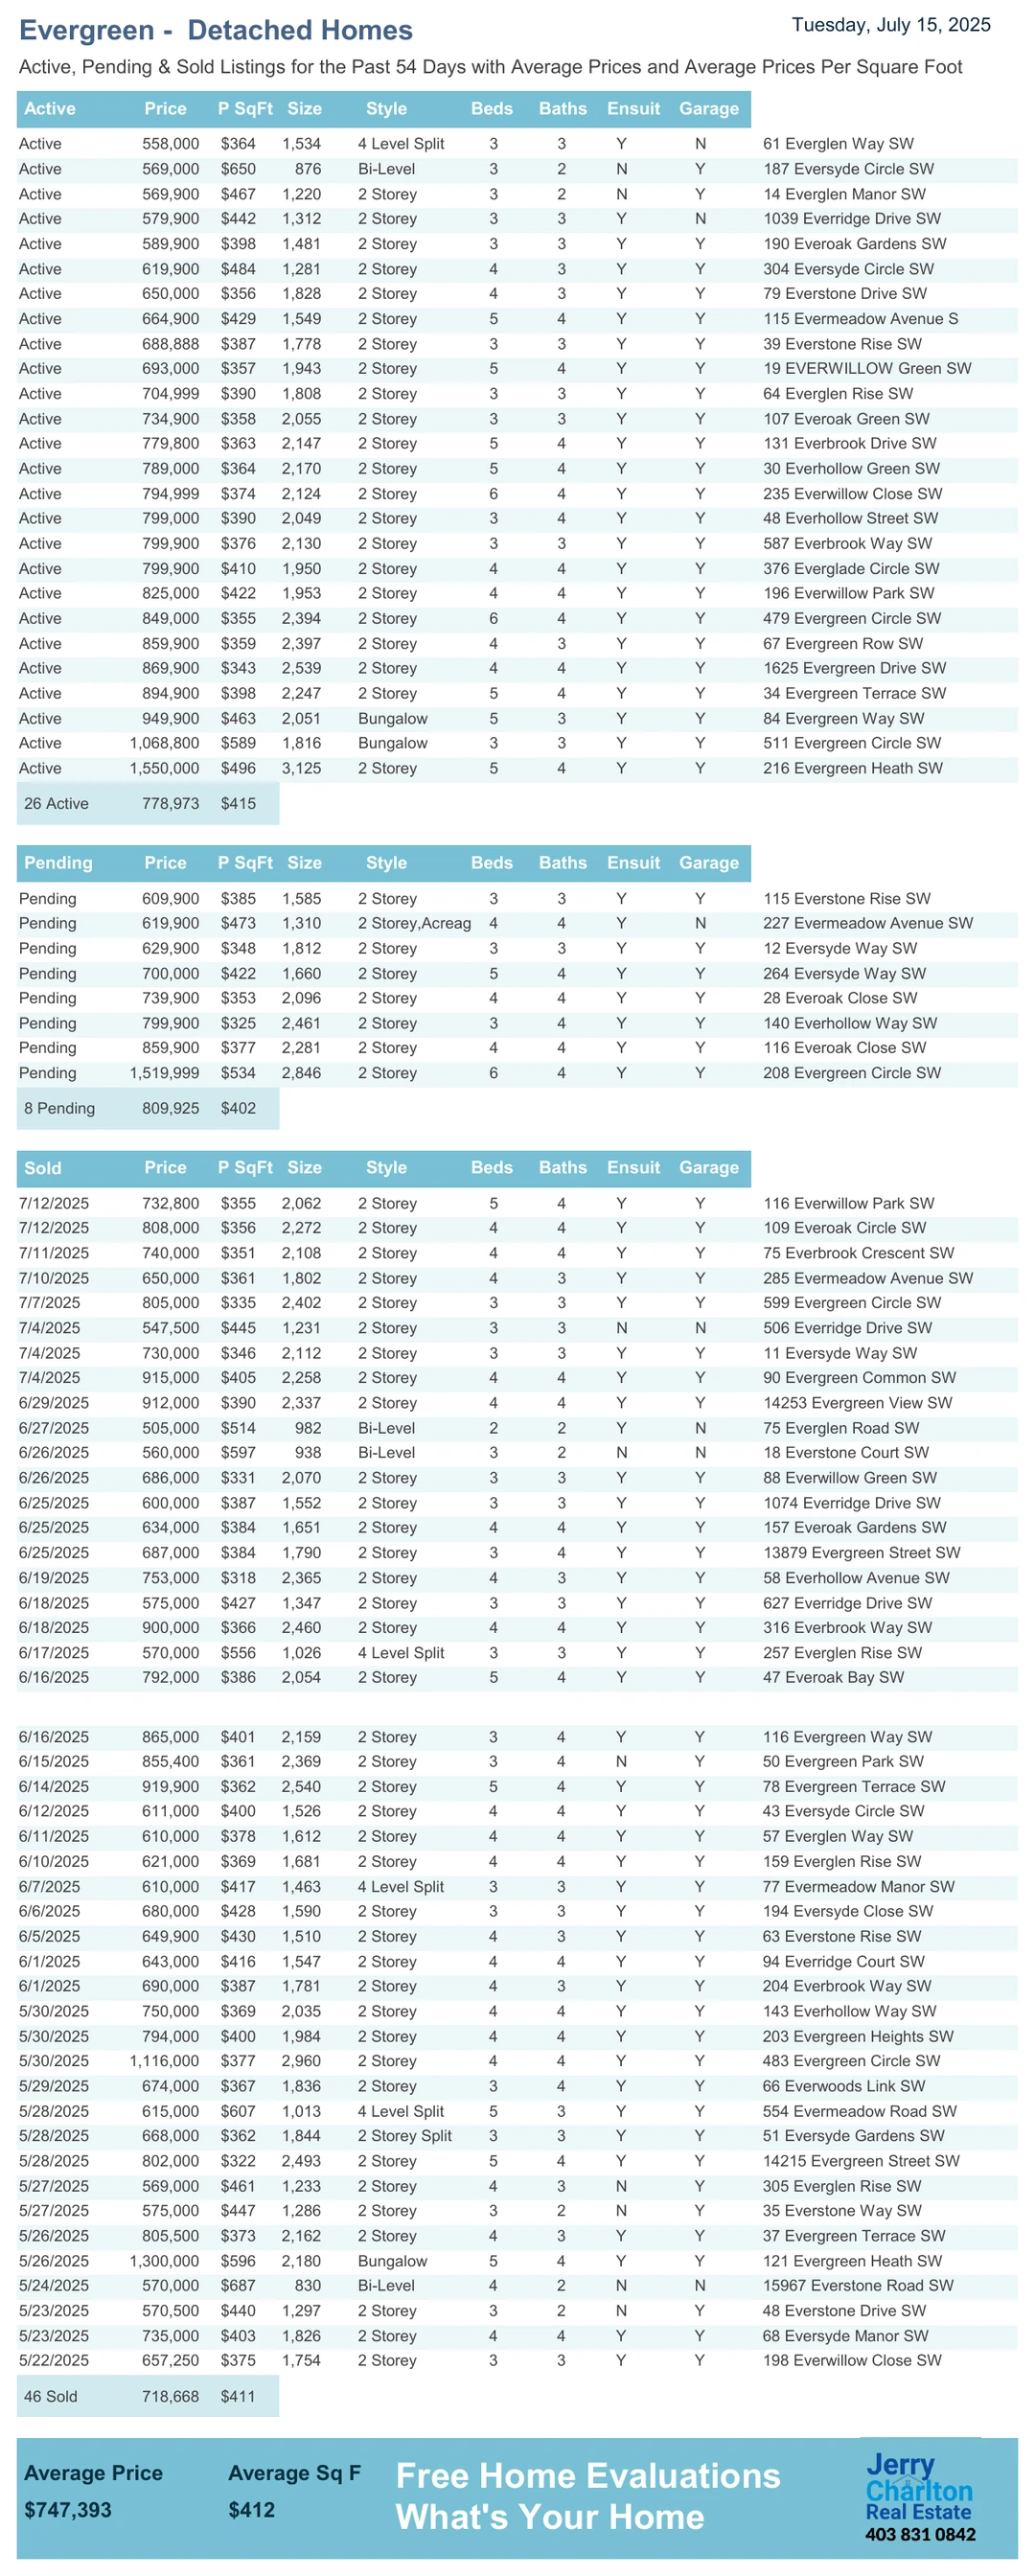 Evergreen - Detached Homes
Tuesday, July 15, 2025
Active, Pending & Sold Listings for the Past 54 Days with Average Prices and Average Prices Per Square Foot
Active Price P SqFt Size Style Beds Baths Ensuit Garage
Active 558,000 $364 1,534 4 Level Split 3 3 Y N 61 Everglen Way SW
Active 569,000 $650 876 Bi-Level 3 2 N Y 187 Eversyde Circle SW
Active 569,900 $467 1,220 2 Storey 3 2 N Y 14 Everglen Manor SW
Active 579,900 $442 1,312 2 Storey 3 3 Y N 1039 Everridge Drive SW
Active 589,900 $398 1,481 2 Storey 3 3 Y Y 190 Everoak Gardens SW
Active 619,900 $484 1,281 2 Storey 4 3 Y Y 304 Eversyde Circle SW
Active 650,000 $356 1,828 2 Storey 4 3 Y Y 79 Everstone Drive SW
Active 664,900 $429 1,549 2 Storey 5 4 Y Y 115 Evermeadow Avenue S
Active 688,888 $387 1,778 2 Storey 3 3 Y Y 39 Everstone Rise SW
Active 693,000 $357 1,943 2 Storey 5 4 Y Y 19 EVERWILLOW Green SW
Active 704,999 $390 1,808 2 Storey 3 3 Y Y 64 Everglen Rise SW
Active 734,900 $358 2,055 2 Storey 3 3 Y Y 107 Everoak Green SW
Active 779,800 $363 2,147 2 Storey 5 4 Y Y 131 Everbrook Drive SW
Active 789,000 $364 2,170 2 Storey 5 4 Y Y 30 Everhollow Green SW
Active 794,999 $374 2,124 2 Storey 6 4 Y Y 235 Everwillow Close SW
Active 799,000 $390 2,049 2 Storey 3 4 Y Y 48 Everhollow Street SW
Active 799,900 $376 2,130 2 Storey 3 3 Y Y 587 Everbrook Way SW
Active 799,900 $410 1,950 2 Storey 4 4 Y Y 376 Everglade Circle SW
Active 825,000 $422 1,953 2 Storey 4 4 Y Y 196 Everwillow Park SW
Active 849,000 $355 2,394 2 Storey 6 4 Y Y 479 Evergreen Circle SW
Active 859,900 $359 2,397 2 Storey 4 3 Y Y 67 Evergreen Row SW
Active 869,900 $343 2,539 2 Storey 4 4 Y Y 1625 Evergreen Drive SW
Active 894,900 $398 2,247 2 Storey 5 4 Y Y 34 Evergreen Terrace SW
Active 949,900 $463 2,051 Bungalow 5 3 Y Y 84 Evergreen Way SW
Active 1,068,800 $589 1,816 Bungalow 3 3 Y Y 511 Evergreen Circle SW
Active 1,550,000 $496 3,125 2 Storey 5 4 Y Y 216 Evergreen Heath SW
26 Active 778,973 $415
Pending Price P SqFt Size Style Beds Baths Ensuit Garage
Pending 609,900 $385 1,585 2 Storey 3 3 Y Y 115 Everstone Rise SW
Pending 619,900 $473 1,310 2 Storey,Acreag 4 4 Y N 227 Evermeadow Avenue SW
Pending 629,900 $348 1,812 2 Storey 3 3 Y Y 12 Eversyde Way SW
Pending 700,000 $422 1,660 2 Storey 5 4 Y Y 264 Eversyde Way SW
Pending 739,900 $353 2,096 2 Storey 4 4 Y Y 28 Everoak Close SW
Pending 799,900 $325 2,461 2 Storey 3 4 Y Y 140 Everhollow Way SW
Pending 859,900 $377 2,281 2 Storey 4 4 Y Y 116 Everoak Close SW
Pending 1,519,999 $534 2,846 2 Storey 6 4 Y Y 208 Evergreen Circle SW
8 Pending 809,925 $402
Sold Price P SqFt Size Style Beds Baths Ensuit Garage
7/12/2025 732,800 $355 2,062 2 Storey 5 4 Y Y 116 Everwillow Park SW
7/12/2025 808,000 $356 2,272 2 Storey 4 4 Y Y 109 Everoak Circle SW
7/11/2025 740,000 $351 2,108 2 Storey 4 4 Y Y 75 Everbrook Crescent SW
7/10/2025 650,000 $361 1,802 2 Storey 4 3 Y Y 285 Evermeadow Avenue SW
7/7/2025 805,000 $335 2,402 2 Storey 3 3 Y Y 599 Evergreen Circle SW
7/4/2025 547,500 $445 1,231 2 Storey 3 3 N N 506 Everridge Drive SW
7/4/2025 730,000 $346 2,112 2 Storey 3 3 Y Y 11 Eversyde Way SW
7/4/2025 915,000 $405 2,258 2 Storey 4 4 Y Y 90 Evergreen Common SW
6/29/2025 912,000 $390 2,337 2 Storey 4 4 Y Y 14253 Evergreen View SW
6/27/2025 505,000 $514 982 Bi-Level 2 2 Y N 75 Everglen Road SW
6/26/2025 560,000 $597 938 Bi-Level 3 2 N N 18 Everstone Court SW
6/26/2025 686,000 $331 2,070 2 Storey 3 3 Y Y 88 Everwillow Green SW
6/25/2025 600,000 $387 1,552 2 Storey 3 3 Y Y 1074 Everridge Drive SW
6/25/2025 634,000 $384 1,651 2 Storey 4 4 Y Y 157 Everoak Gardens SW
6/25/2025 687,000 $384 1,790 2 Storey 3 4 Y Y 13879 Evergreen Street SW
6/19/2025 753,000 $318 2,365 2 Storey 4 3 Y Y 58 Everhollow Avenue SW
6/18/2025 575,000 $427 1,347 2 Storey 3 3 Y Y 627 Everridge Drive SW
6/18/2025 900,000 $366 2,460 2 Storey 4 4 Y Y 316 Everbrook Way SW
6/17/2025 570,000 $556 1,026 4 Level Split 3 3 Y Y 257 Everglen Rise SW
6/16/2025 792,000 $386 2,054 2 Storey 5 4 Y Y 47 Everoak Bay SW
6/16/2025 865,000 $401 2,159 2 Storey 3 4 Y Y 116 Evergreen Way SW
6/15/2025 855,400 $361 2,369 2 Storey 3 4 N Y 50 Evergreen Park SW
6/14/2025 919,900 $362 2,540 2 Storey 5 4 Y Y 78 Evergreen Terrace SW
6/12/2025 611,000 $400 1,526 2 Storey 4 4 Y Y 43 Eversyde Circle SW
6/11/2025 610,000 $378 1,612 2 Storey 4 4 Y Y 57 Everglen Way SW
6/10/2025 621,000 $369 1,681 2 Storey 4 4 Y Y 159 Everglen Rise SW
6/7/2025 610,000 $417 1,463 4 Level Split 3 3 Y Y 77 Evermeadow Manor SW
6/6/2025 680,000 $428 1,590 2 Storey 3 3 Y Y 194 Eversyde Close SW
6/5/2025 649,900 $430 1,510 2 Storey 4 3 Y Y 63 Everstone Rise SW
6/1/2025 643,000 $416 1,547 2 Storey 4 4 Y Y 94 Everridge Court SW
6/1/2025 690,000 $387 1,781 2 Storey 4 3 Y Y 204 Everbrook Way SW
5/30/2025 750,000 $369 2,035 2 Storey 4 4 Y Y 143 Everhollow Way SW
5/30/2025 794,000 $400 1,984 2 Storey 4 4 Y Y 203 Evergreen Heights SW
5/30/2025 1,116,000 $377 2,960 2 Storey 4 4 Y Y 483 Evergreen Circle SW
5/29/2025 674,000 $367 1,836 2 Storey 3 4 Y Y 66 Everwoods Link SW
5/28/2025 615,000 $607 1,013 4 Level Split 5 3 Y Y 554 Evermeadow Road SW
5/28/2025 668,000 $362 1,844 2 Storey Split 3 3 Y Y 51 Eversyde Gardens SW
5/28/2025 802,000 $322 2,493 2 Storey 5 4 Y Y 14215 Evergreen Street SW
5/27/2025 569,000 $461 1,233 2 Storey 4 3 N Y 305 Everglen Rise SW
5/27/2025 575,000 $447 1,286 2 Storey 3 2 N Y 35 Everstone Way SW
5/26/2025 805,500 $373 2,162 2 Storey 4 3 Y Y 37 Evergreen Terrace SW
5/26/2025 1,300,000 $596 2,180 Bungalow 5 4 Y Y 121 Evergreen Heath SW
5/24/2025 570,000 $687 830 Bi-Level 4 2 N N 15967 Everstone Road SW
5/23/2025 570,500 $440 1,297 2 Storey 3 2 N Y 48 Everstone Drive SW
5/23/2025 735,000 $403 1,826 2 Storey 4 4 Y Y 68 Eversyde Manor SW
5/22/2025 657,250 $375 1,754 2 Storey 3 3 Y Y 198 Everwillow Close SW
46 Sold 718,668 $411
Average Price Average Sq F
$747,393 $412
Free Home Evaluations
What's Your Home
Jerry
Charlton
Real Estate
403 831 0842